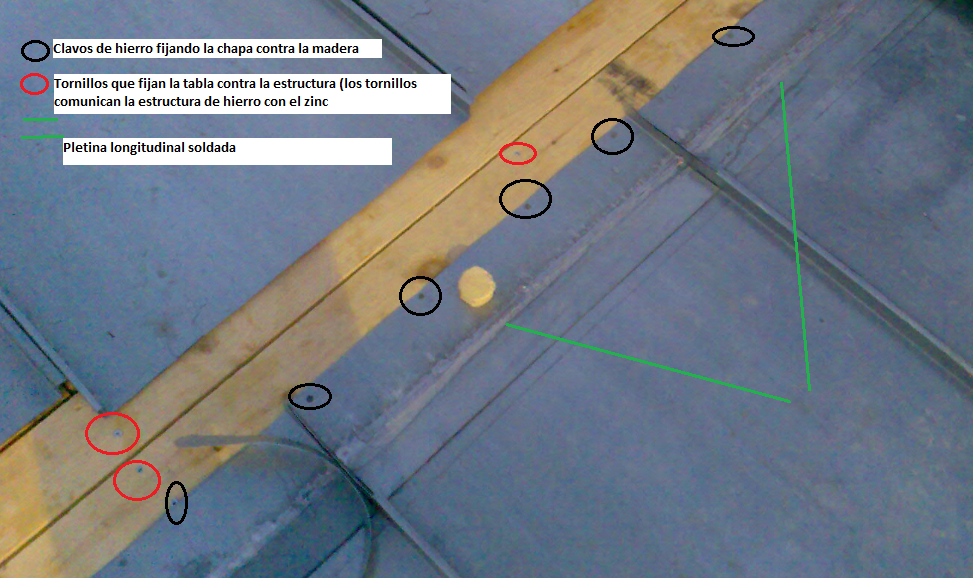 Clavos de hierro fijando la chapa contra la madera
Tornillos que fijan la tabla contra la estructura (los tornillos
comunican la estructura de hierro con el zinc
Pletina longitudinal soldada